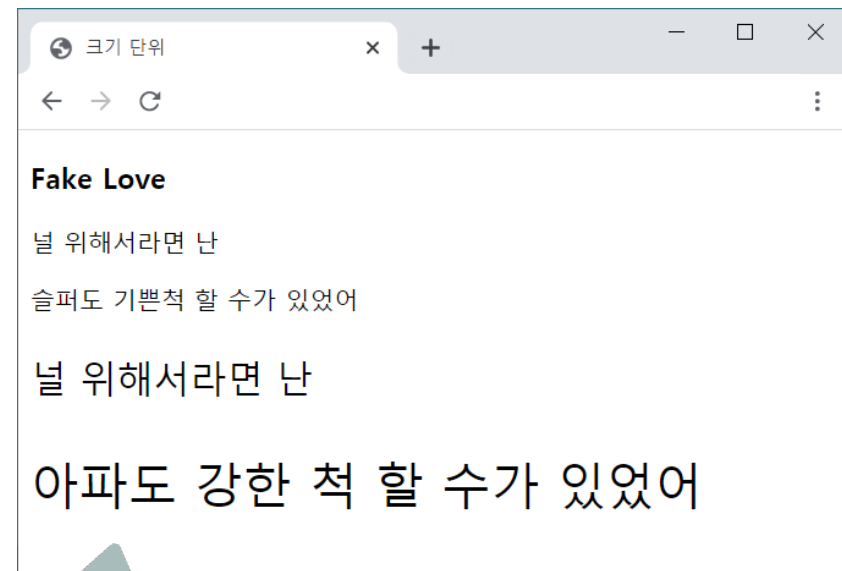 크기 단위
Fake Love
널 위해서라면 난
슬퍼도 기쁜척 할 수가 있었어
널 위해서라면 난
아파도 강한 척 할 수가 있었어